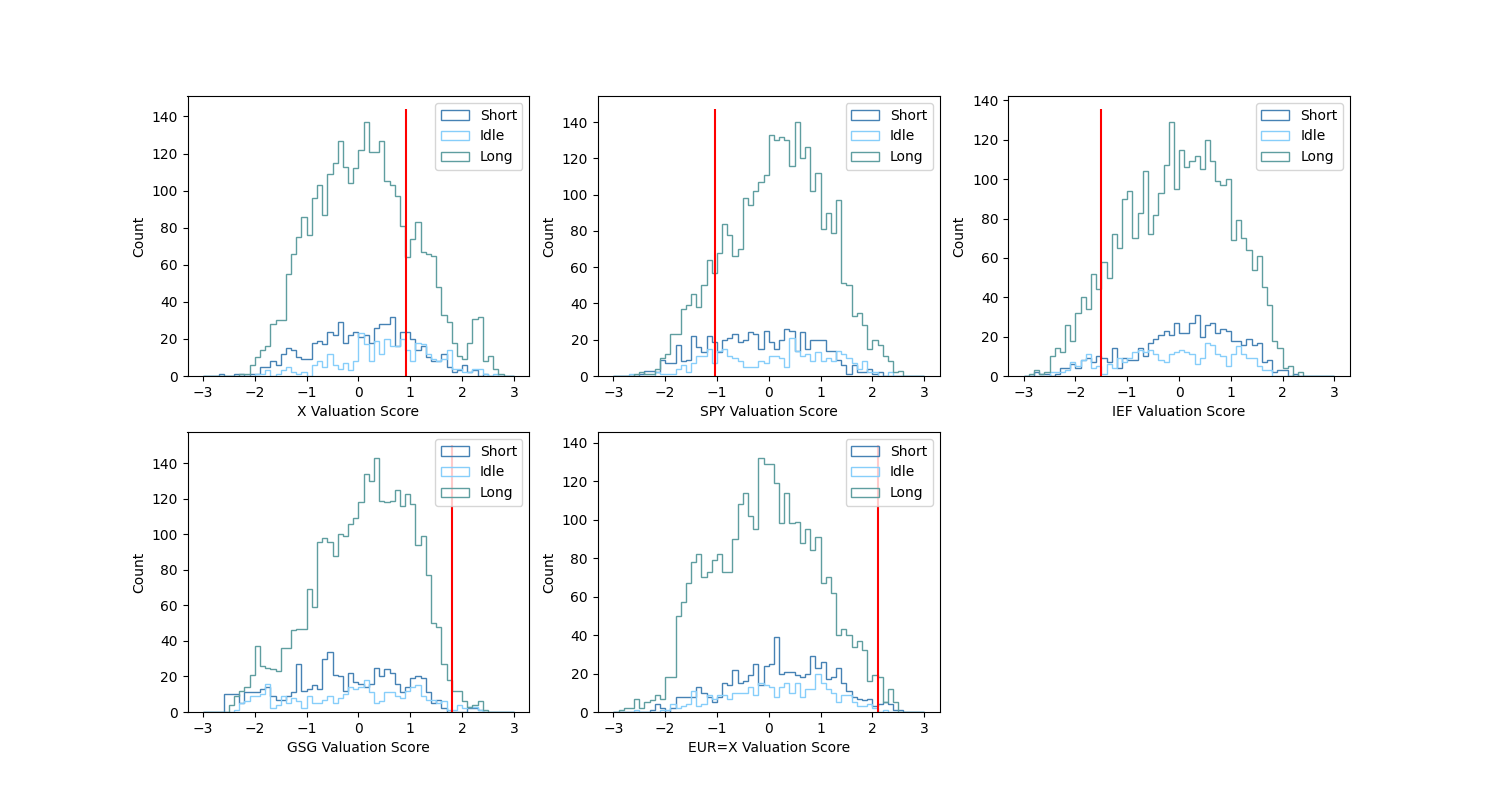 Short
Idle
Long
140
120
100
80
60
40
20
0
Count
−3 −2 −1 0 1 2 3
X Valuation Score
Short
Idle
Long
140
120
100
80
60
40
20
0
Count
−3 −2 −1 0 1 2 3
SPY Valuation Score
Short
Idle
Long
140
120
100
80
60
40
20
0
Count
−3 −2 −1 0 1 2 3
IEF Valuation Score
Short
Idle
Long
140
120
100
80
60
40
20
0
Count
−3 −2 −1 0 1 2 3
GSG Valuation Score
Short
Idle
Long
140
120
100
80
60
40
20
0
Count
−3 −2 −1 0 1 2 3
EUR=X Valuation Score